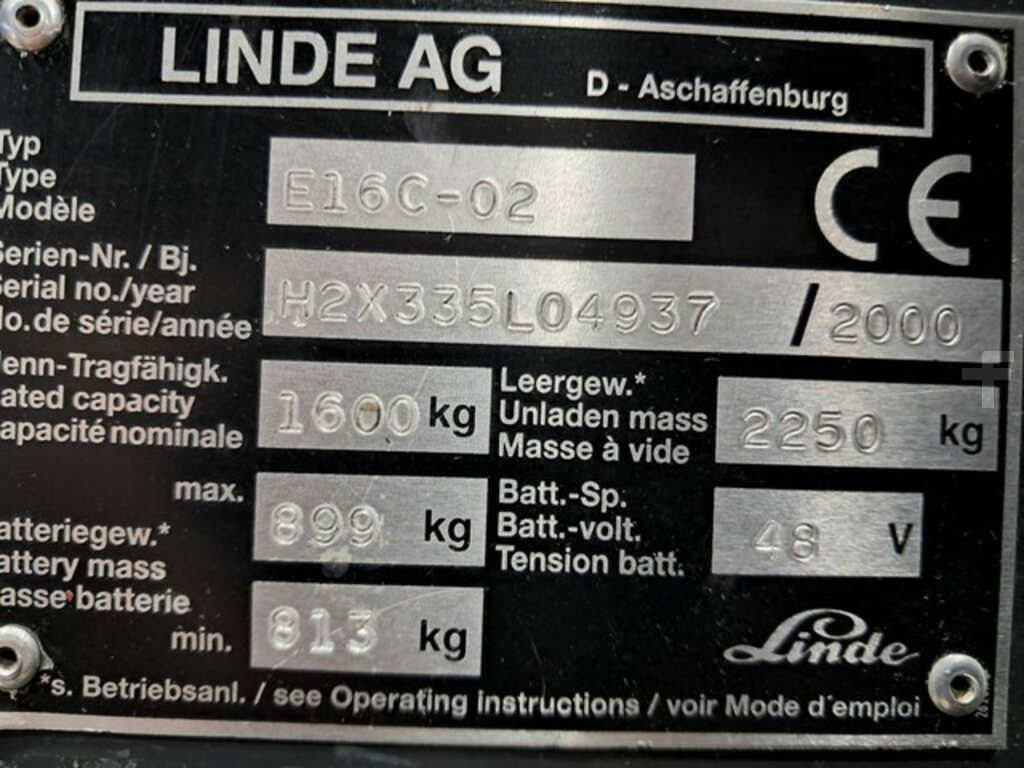 LINDE AG D - Aschaffenburg
Typ
Type
Modèle
E16C-02
CE
Serien-Nr. / Bj.
Serial no./year
No.de série/année
H2X335L04937 / 2000
Nenn-Tragfähigk.
Rated capacity
Capacité nominale
1600 kg
Leergew.*
Unladen mass
Masse à vide
2250 kg
max.
899 kg
Batteriegew.*
Battery mass
Masse batterie
min.
813 kg
Batt.-Sp.
Batt.-volt.
Tension batt.
48 V
Linde
*s. Betriebsanl. / see Operating instructions / voir Mode d'emploi